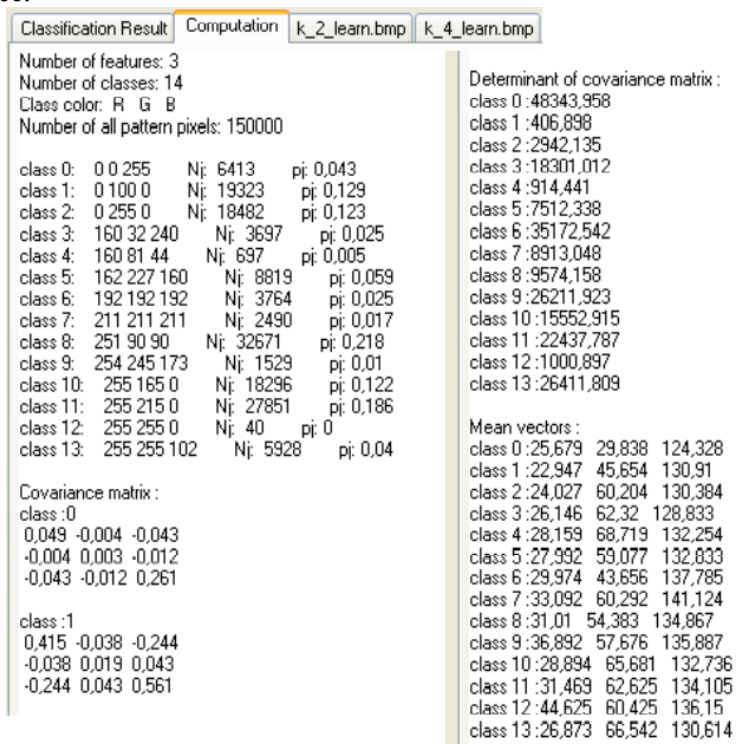 Classification Result Computation k_2_learn.bmp k_4_learn.bmp
Number of features: 3
Number of classes: 14
Class color: R G B
Number of all pattern pixels: 150000
class 0: 0 0 255 Nj: 6413 pj: 0,043
class 1: 0 100 0 Nj: 19323 pj: 0,129
class 2: 0 255 0 Nj: 18482 pj: 0,123
class 3: 160 32 240 Nj: 3697 pj: 0,025
class 4: 160 81 44 Nj: 697 pj: 0,005
class 5: 162 227 160 Nj: 8819 pj: 0,059
class 6: 192 192 192 Nj: 3764 pj: 0,025
class 7: 211 211 211 Nj: 2490 pj: 0,017
class 8: 251 90 90 Nj: 32671 pj: 0,218
class 9: 254 245 173 Nj: 1529 pj: 0,01
class 10: 255 165 0 Nj: 18296 pj: 0,122
class 11: 255 215 0 Nj: 27851 pj: 0,186
class 12: 255 255 0 Nj: 40 pj: 0
class 13: 255 255 102 Nj: 5928 pj: 0,04
Covariance matrix :
class :0
0,049 -0,004 -0,043
-0,004 0,003 -0,012
-0,043 -0,012 0,261
class :1
0,415 -0,038 -0,244
-0,038 0,019 0,043
-0,244 0,043 0,561
Determinant of covariance matrix :
class 0 :48343,958
class 1 :406,898
class 2 :2942,135
class 3 :18301,012
class 4 :914,441
class 5 :7512,338
class 6 :35172,542
class 7 :8913,048
class 8 :9574,158
class 9 :26211,923
class 10 :15552,915
class 11 :22437,787
class 12 :1000,897
class 13 :26411,809
Mean vectors :
class 0 :25,679 29,838 124,328
class 1 :22,947 45,654 130,91
class 2 :24,027 60,204 130,384
class 3 :26,146 62,32 128,833
class 4 :28,159 68,719 132,254
class 5 :27,992 59,077 132,833
class 6 :29,974 43,656 137,785
class 7 :33,092 60,292 141,124
class 8 :31,01 54,383 134,867
class 9 :36,892 57,676 135,887
class 10 :28,894 65,681 132,736
class 11 :31,469 62,625 134,105
class 12 :44,625 60,425 136,15
class 13 :26,873 66,542 130,614